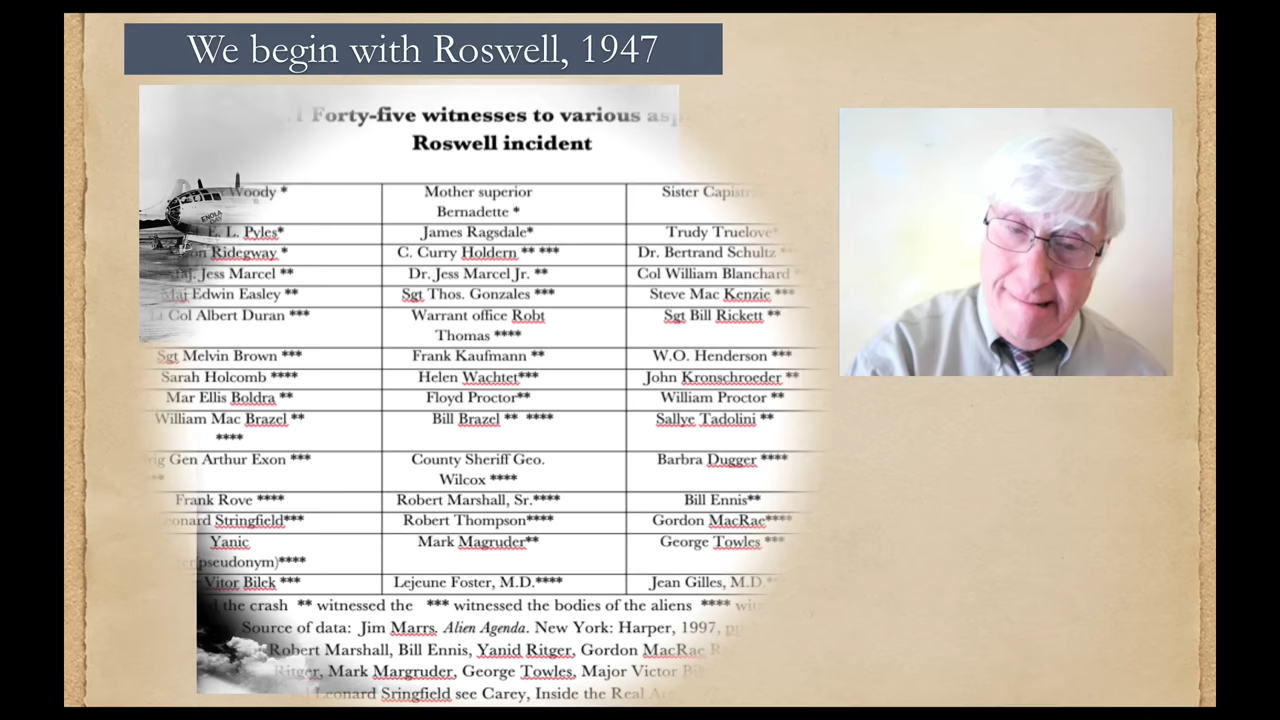 We begin with Roswell, 1947
Forty-five witnesses to various
Roswell incident
Woody * Mother superior Bernadette * Sister
E. L. Pyles* James Ragsdale* Trudy Truelove*
Ridegway * C. Curry Holdern ** *** Dr. Bertrand Schultz ***
Jess Marcel ** Dr. Jess Marcel Jr. ** Col William Blanchard
Maj Edwin Easley ** Sgt Thos. Gonzales *** Steve Mac Kenzie ***
Lt Col Albert Duran *** Warrant office Robt Thomas **** Sgt Bill Rickett **
Sgt Melvin Brown *** Frank Kaufmann ** W.O. Henderson ***
Sarah Holcomb **** Helen Wachtet*** John Kronschroeder **
Mar Ellis Boldra ** Floyd Proctor** William Proctor **
William Mac Brazel ** **** Bill Brazel ** **** Sallye Tadolini **
Gen Arthur Exon *** *** County Sheriff Geo. Wilcox **** Barbra Dugger ****
Frank Rove **** Robert Marshall, Sr.**** Bill Ennis**
Stringfield*** Robert Thompson**** Gordon MacRae****
Yanic pseudonym)**** Mark Magruder** George Towles ***
Vitor Bilek *** Lejeune Foster, M.D.**** Jean Gilles, M.D.
the crash ** witnessed the *** witnessed the bodies of the aliens ****
Source of data: Jim Marrs. Alien Agenda. New York: Harper, 1997,
Robert Marshall, Bill Ennis, Yanid Ritger, Gordon MacRae
Ritger, Mark Margruder, George Towles, Major Victor
Leonard Sringfield see Carey, Inside the Real
ENOLA GAY